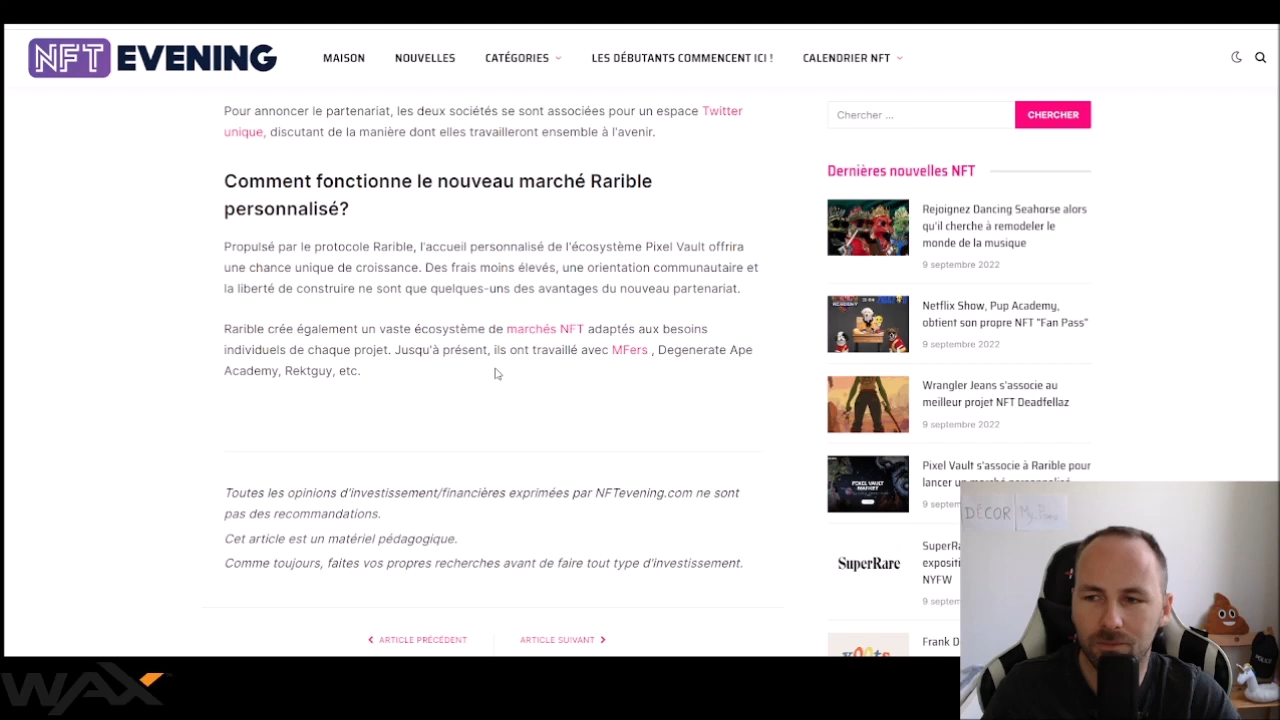 NFT EVENING
MAISON
NOUVELLES
CATÉGORIES
LES DÉBUTANTS COMMENCENT ICI !
CALENDRIER NFT
Pour annoncer le partenariat, les deux sociétés se sont associées pour un espace Twitter
unique, discutant de la manière dont elles travailleront ensemble à l'avenir.
Comment fonctionne le nouveau marché Rarible
personnalisé?
Propulsé par le protocole Rarible, l'accueil personnalisé de l'écosystème Pixel Vault offrira
une chance unique de croissance. Des frais moins élevés, une orientation communautaire et
la liberté de construire ne sont que quelques-uns des avantages du nouveau partenariat.
Rarible crée également un vaste écosystème de marchés NFT adaptés aux besoins
individuels de chaque projet. Jusqu'à présent, ils ont travaillé avec MFers , Degenerate Ape
Academy, Rektguy, etc.
Toutes les opinions d'investissement/financières exprimées par NFTevening.com ne sont
pas des recommandations.
Cet article est un matériel pédagogique.
Comme toujours, faites vos propres recherches avant de faire tout type d'investissement.
ARTICLE PRÉCÉDENT
ARTICLE SUIVANT
Chercher ...
CHERCHER
Dernières nouvelles NFT
Rejoignez Dancing Seahorse alors
qu'il cherche à remodeler le
monde de la musique
9 septembre 2022
Netflix Show, Pup Academy,
obtient son propre NFT "Fan Pass"
9 septembre 2022
Wrangler Jeans s'associe au
meilleur projet NFT Deadfellaz
9 septembre 2022
PIXEL VAULT
MARKET
Pixel Vault s'associe à Rarible pour
lancer un marché personnalisé
9 sept
SuperRare
SuperRa
exposit
NYFW
9 septem
Frank D
DÉCOR
WAX